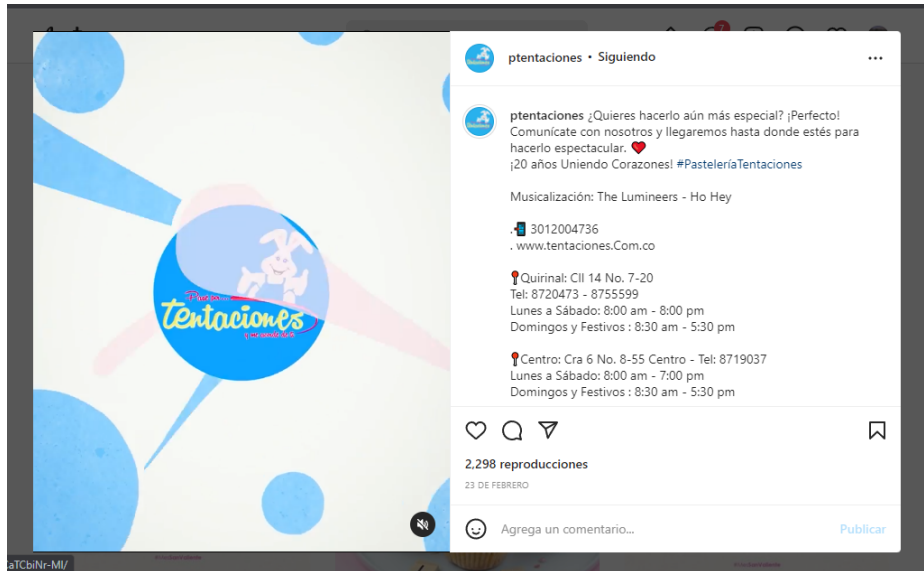 7
ptentaciones • Siguiendo
ptentaciones ¿Quieres hacerlo aún más especial? ¡Perfecto!
Comunícate con nosotros y llegaremos hasta donde estés para
hacerlo espectacular. ❤️
¡20 años Uniendo Corazones! #PasteleríaTentaciones
Musicalización: The Lumineers - Ho Hey
.📲 3012004736
. www.tentaciones.Com.co
📍Quirinal: Cll 14 No. 7-20
Tel: 8720473 - 8755599
Lunes a Sábado: 8:00 am - 8:00 pm
Domingos y Festivos : 8:30 am - 5:30 pm
📍Centro: Cra 6 No. 8-55 Centro - Tel: 8719037
Lunes a Sábado: 8:00 am - 7:00 pm
Domingos y Festivos : 8:30 am - 5:30 pm
tentaciones
2,298 reproducciones
23 DE FEBRERO
Agrega un comentario...
Publicar
aTCbiNr-MI/